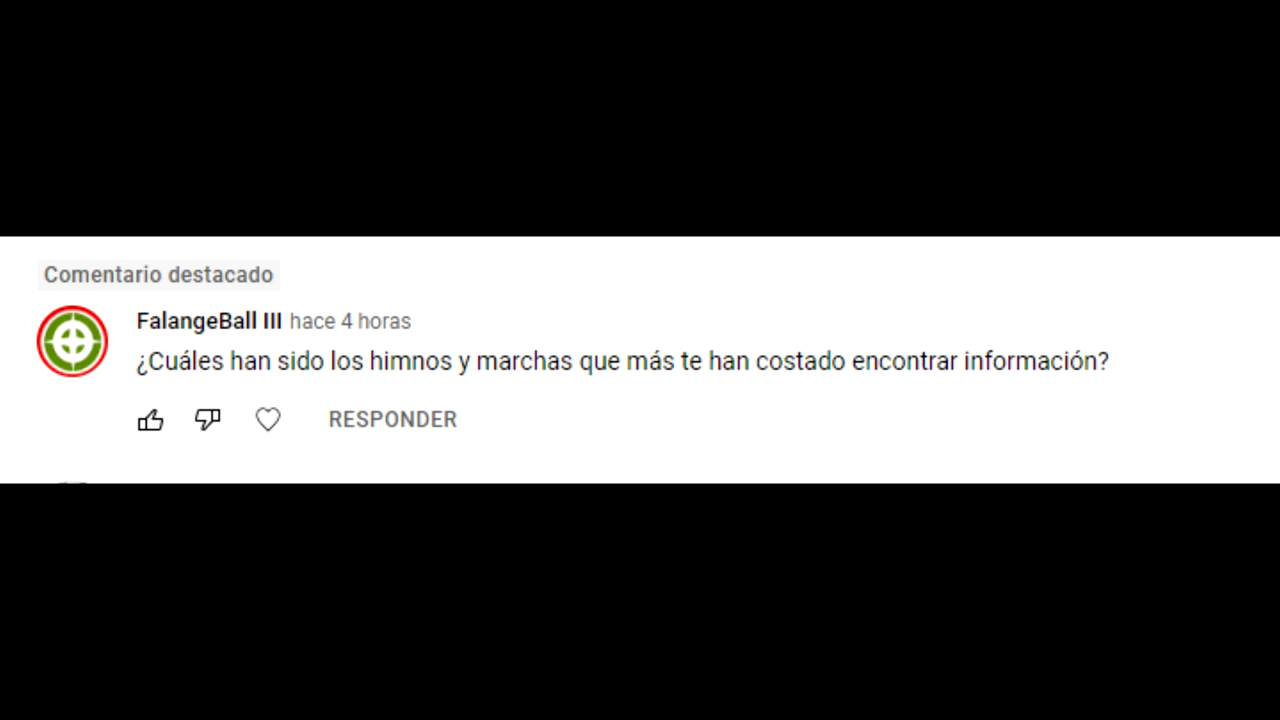 Comentario destacado
FalangeBall III hace 4 horas
¿Cuáles han sido los himnos y marchas que más te han costado encontrar información?
RESPONDER